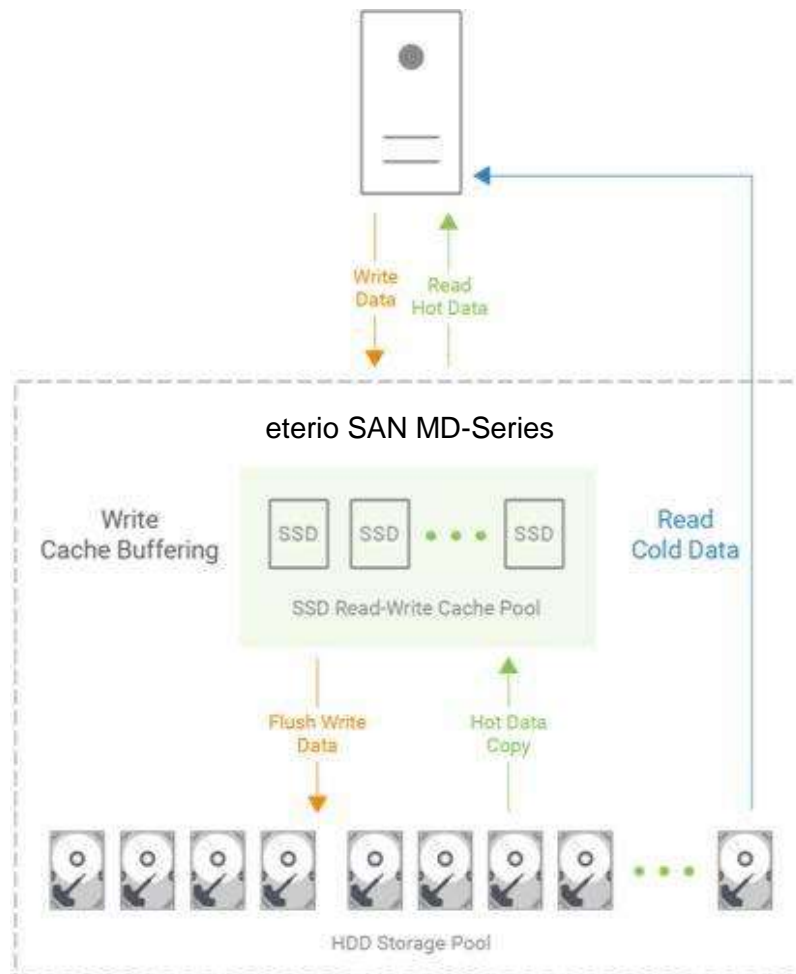 Write
Data
Read
Hot Data
eterio SAN MD-Series
Write
Cache Buffering
SSD
SSD
SSD
Read
Cold Data
SSD Read-Write Cache Pool
Flush Write
Data
Hot Data
Copy
HDD Storage Pool